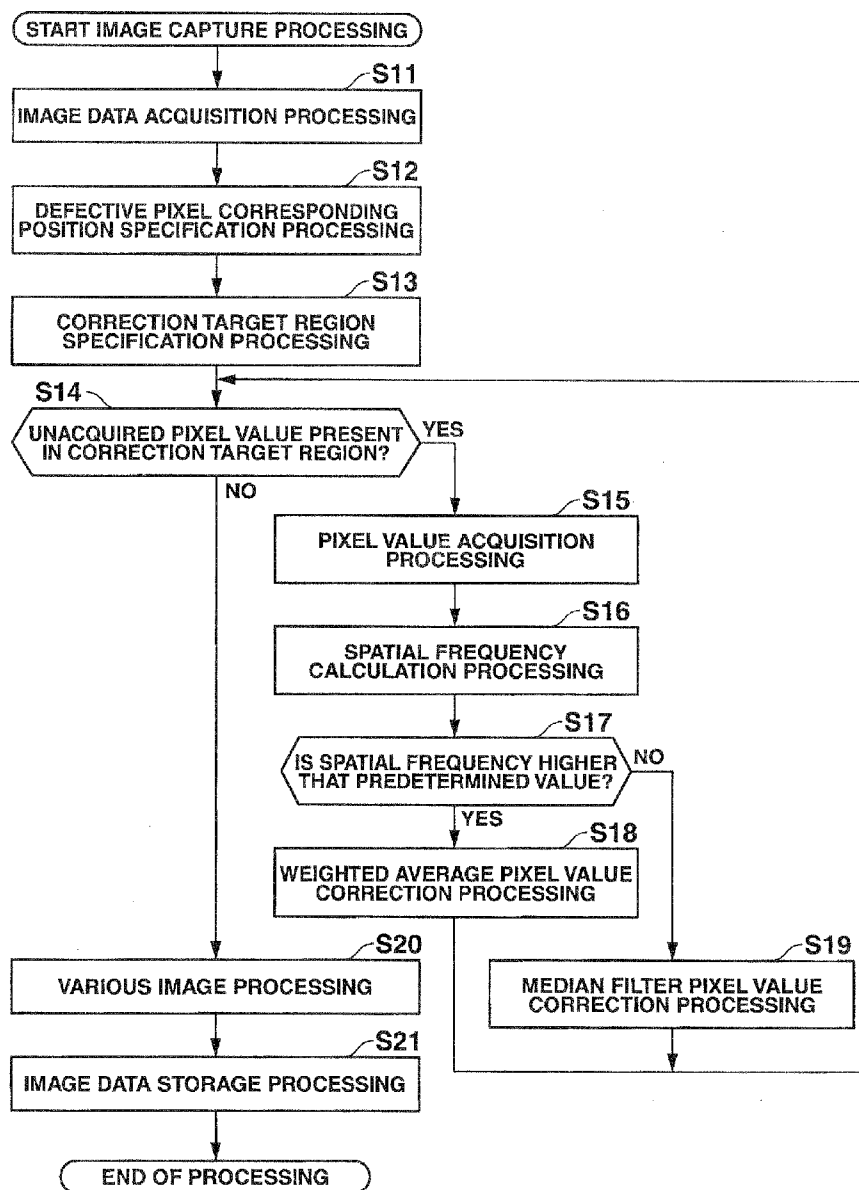 START IMAGE CAPTURE PROCESSING
S11
IMAGE DATA ACQUISITION PROCESSING
S12
DEFECTIVE PIXEL CORRESPONDING
POSITION SPECIFICATION PROCESSING
S13
CORRECTION TARGET REGION
SPECIFICATION PROCESSING
S14
UNACQUIRED PIXEL VALUE PRESENT
IN CORRECTION TARGET REGION?
YES
NO
S15
PIXEL VALUE ACQUISITION
PROCESSING
S16
SPATIAL FREQUENCY
CALCULATION PROCESSING
S17
IS SPATIAL FREQUENCY HIGHER
THAT PREDETERMINED VALUE?
NO
YES
S18
WEIGHTED AVERAGE PIXEL VALUE
CORRECTION PROCESSING
S19
MEDIAN FILTER PIXEL VALUE
CORRECTION PROCESSING
S20
VARIOUS IMAGE PROCESSING
S21
IMAGE DATA STORAGE PROCESSING
END OF PROCESSING